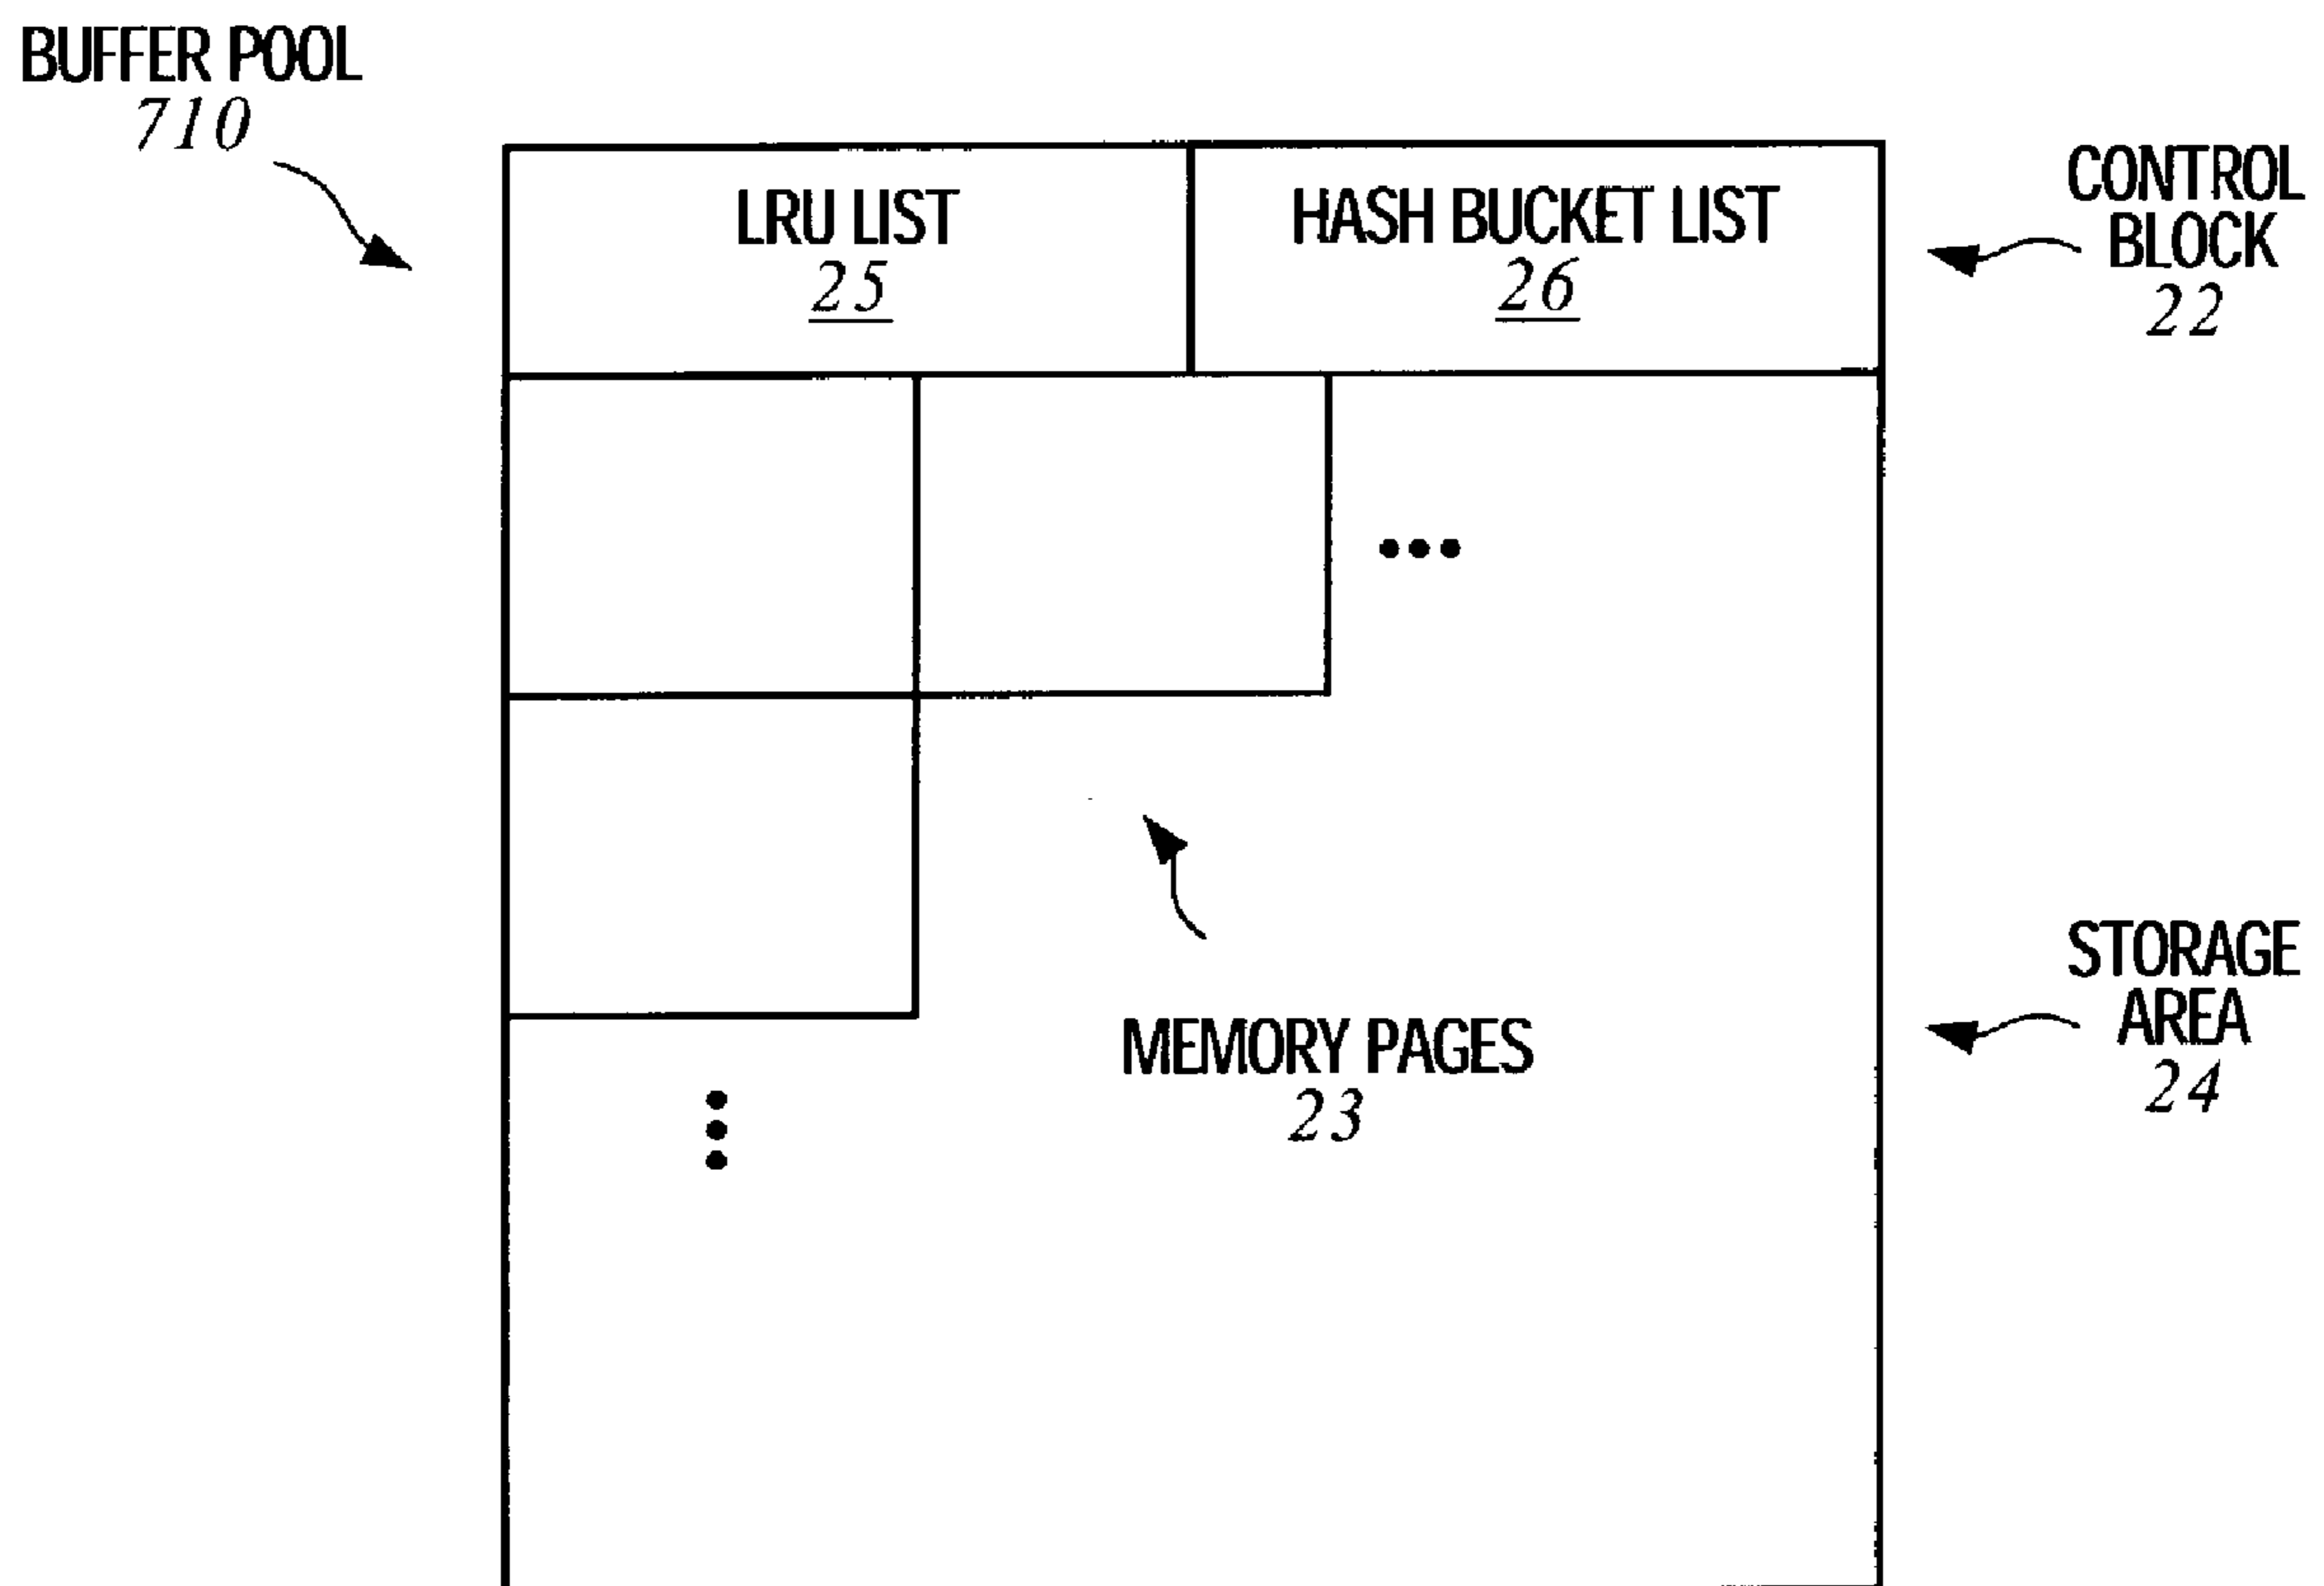 BUFFER POOL
710
LRU LIST
25
HASH BUCKET LIST
26
CONTROL
BLOCK
22
MEMORY PAGES
23
STORAGE
AREA
24